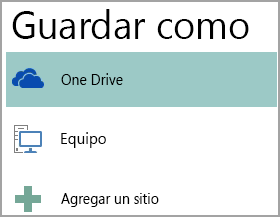 Guardar como
One Drive
Equipo
Agregar un sitio